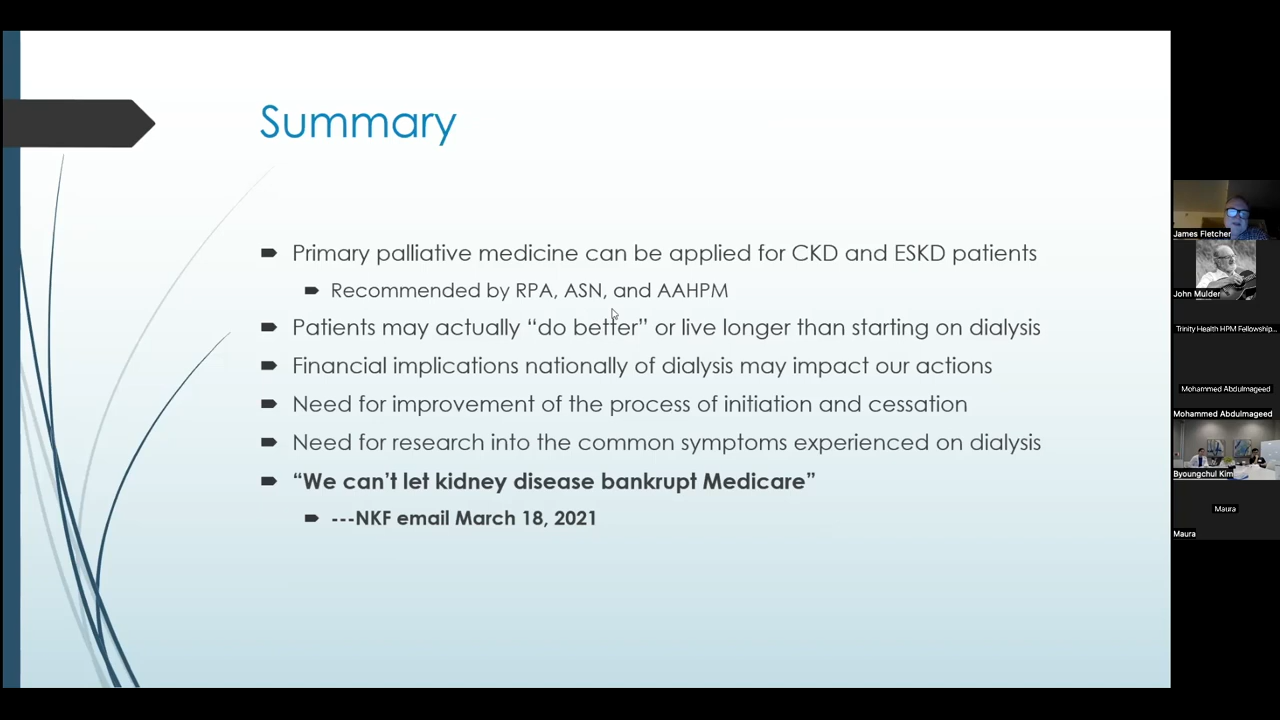 Summary
Primary palliative medicine can be applied for CKD and ESKD patients
Recommended by RPA, ASN, and AAHPM
Patients may actually “do better” or live longer than starting on dialysis
Financial implications nationally of dialysis may impact our actions
Need for improvement of the process of initiation and cessation
Need for research into the common symptoms experienced on dialysis
“We can’t let kidney disease bankrupt Medicare”
---NKF email March 18, 2021
James Fletcher
John Mulder
Trinity Health HPM Fellowship...
Mohammed Abdulmageed
Mohammed Abdulmageed
Byoungchul Kim
Maura
Maura